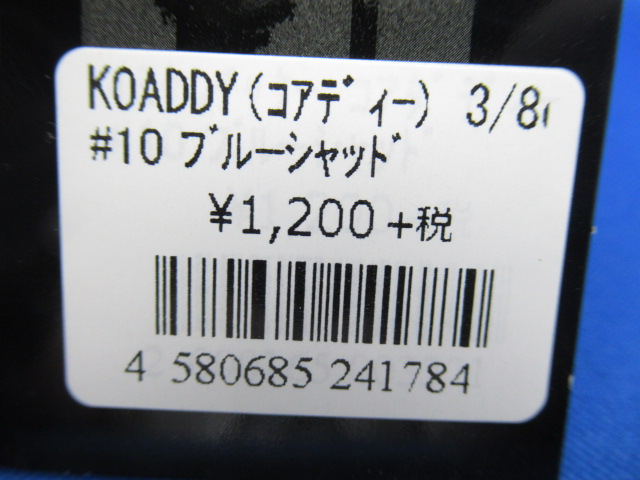 KOADDY(ｺｱﾃﾞｨｰ) 3/8
#10 ﾌﾞﾙｰｼｬｯﾄﾞ
¥1,200 +税
4 580685 241784